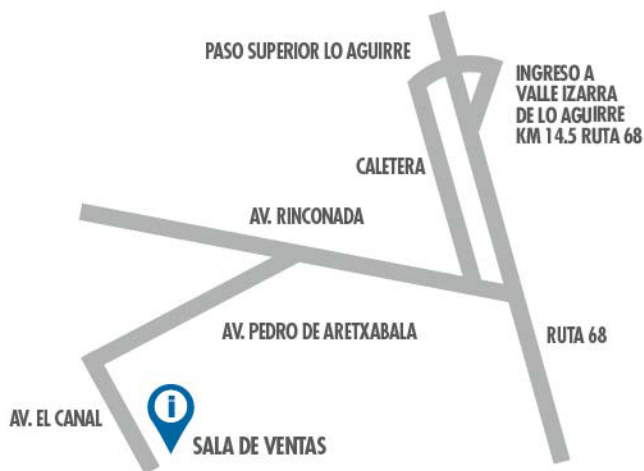 PASO SUPERIOR LO AGUIRRE
INGRESO A
VALLE IZARRA
DE LO AGUIRRE
KM 14.5 RUTA 68
CALETERA
AV. RINCONADA
AV. PEDRO DE ARETXABALA
RUTA 68
AV. EL CANAL
i
SALA DE VENTAS